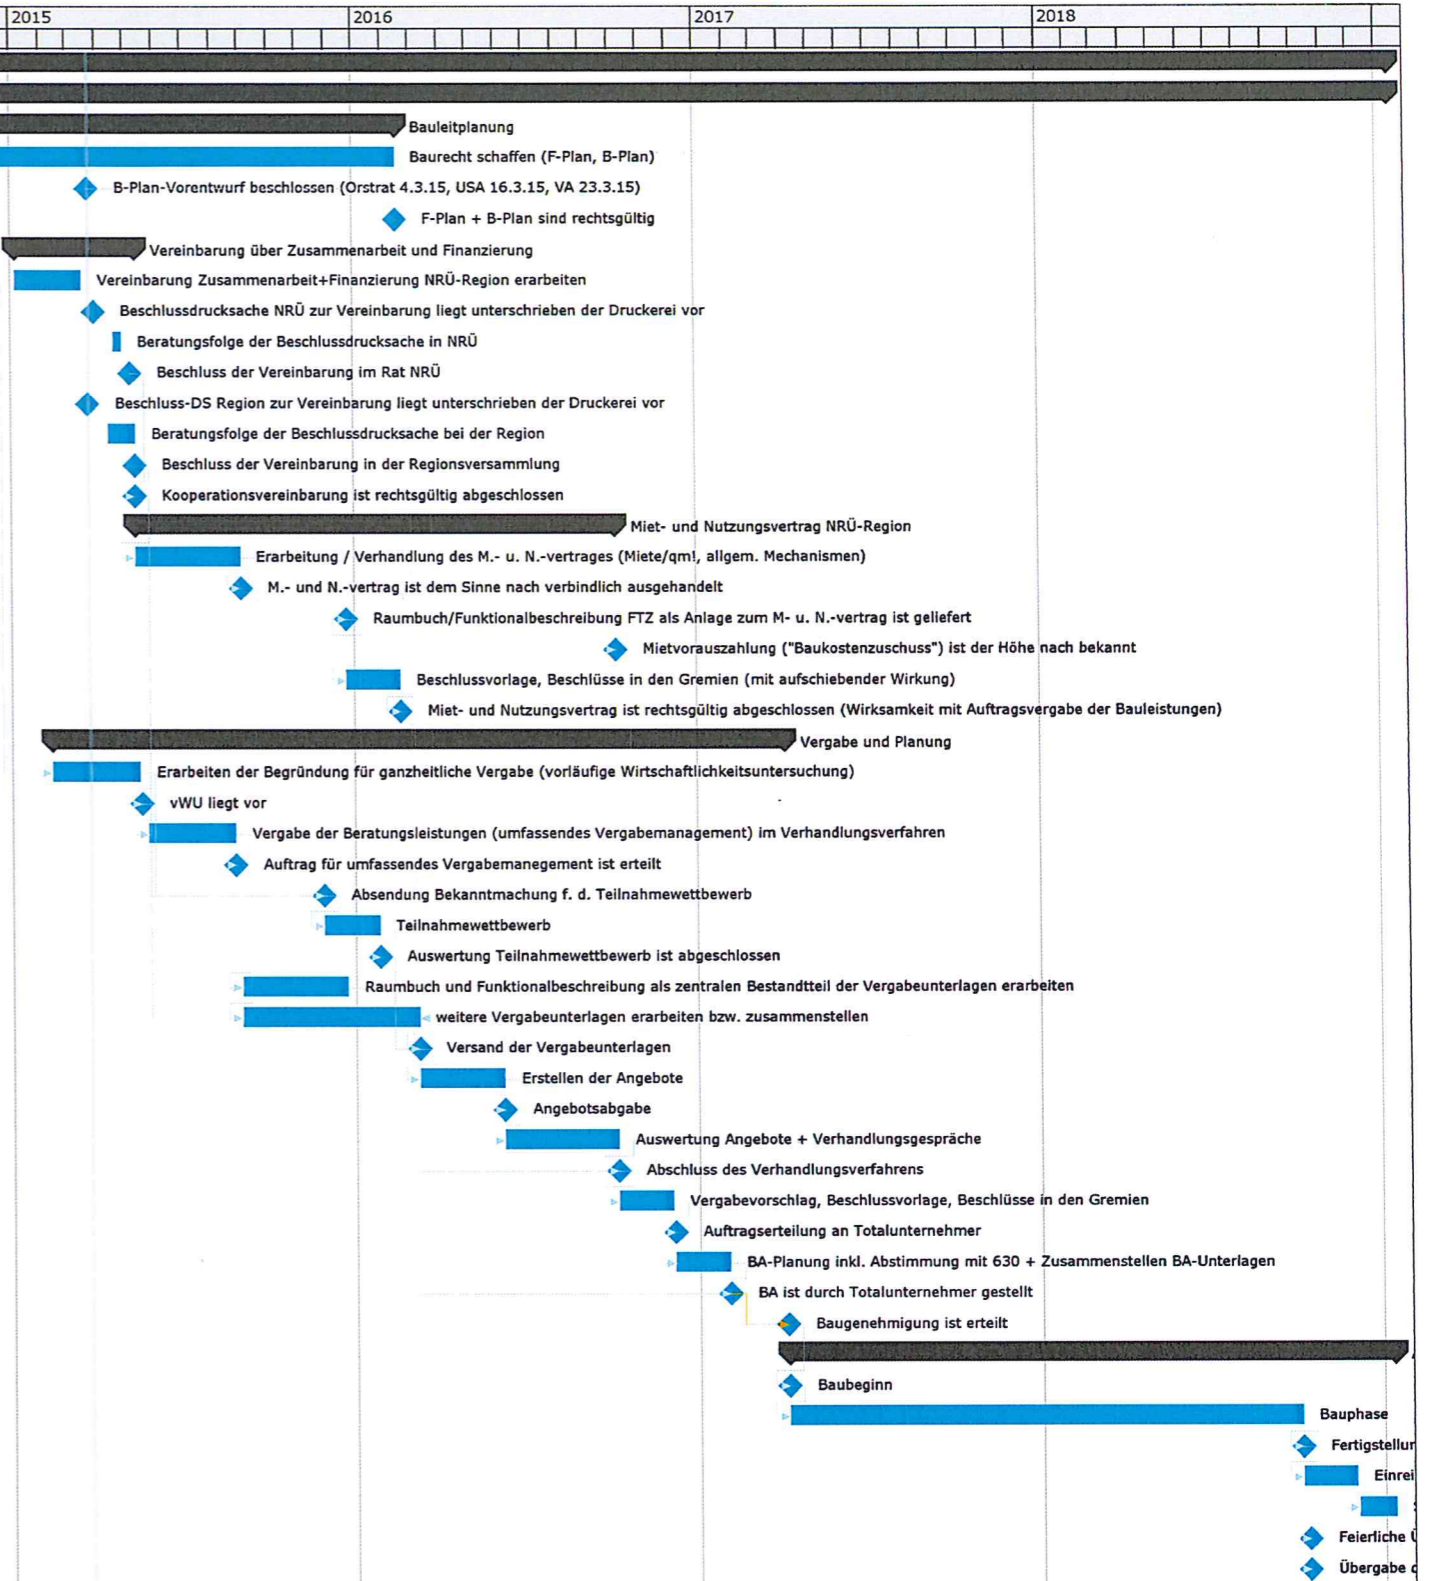 2015 2016 2017 2018
Bauleitplanung
Baurecht schaffen (F-Plan, B-Plan)
B-Plan-Vorentwurf beschlossen (Orstrat 4.3.15, USA 16.3.15, VA 23.3.15)
F-Plan + B-Plan sind rechtsgültig
Vereinbarung über Zusammenarbeit und Finanzierung
Vereinbarung Zusammenarbeit+Finanzierung NRÜ-Region erarbeiten
Beschlussdrucksache NRÜ zur Vereinbarung liegt unterschrieben der Druckerei vor
Beratungsfolge der Beschlussdrucksache in NRÜ
Beschluss der Vereinbarung im Rat NRÜ
Beschluss-DS Region zur Vereinbarung liegt unterschrieben der Druckerei vor
Beratungsfolge der Beschlussdrucksache bei der Region
Beschluss der Vereinbarung in der Regionsversammlung
Kooperationsvereinbarung ist rechtsgültig abgeschlossen
Miet- und Nutzungsvertrag NRÜ-Region
Erarbeitung / Verhandlung des M.- u. N.-vertrages (Miete/qm!, allgem. Mechanismen)
M.- und N.-vertrag ist dem Sinne nach verbindlich ausgehandelt
Raumbuch/Funktionalbeschreibung FTZ als Anlage zum M- u. N.-vertrag ist geliefert
Mietvorauszahlung ("Baukostenzuschuss") ist der Höhe nach bekannt
Beschlussvorlage, Beschlüsse in den Gremien (mit aufschiebender Wirkung)
Miet- und Nutzungsvertrag ist rechtsgültig abgeschlossen (Wirksamkeit mit Auftragsvergabe der Bauleistungen)
Vergabe und Planung
Erarbeiten der Begründung für ganzheitliche Vergabe (vorläufige Wirtschaftlichkeitsuntersuchung)
vWU liegt vor
Vergabe der Beratungsleistungen (umfassendes Vergabemanagement) im Verhandlungsverfahren
Auftrag für umfassendes Vergabemanegement ist erteilt
Absendung Bekanntmachung f. d. Teilnahmewettbewerb
Teilnahmewettbewerb
Auswertung Teilnahmewettbewerb ist abgeschlossen
Raumbuch und Funktionalbeschreibung als zentralen Bestandtteil der Vergabeunterlagen erarbeiten
weitere Vergabeunterlagen erarbeiten bzw. zusammenstellen
Versand der Vergabeunterlagen
Erstellen der Angebote
Angebotsabgabe
Auswertung Angebote + Verhandlungsgespräche
Abschluss des Verhandlungsverfahrens
Vergabevorschlag, Beschlussvorlage, Beschlüsse in den Gremien
Auftragserteilung an Totalunternehmer
BA-Planung inkl. Abstimmung mit 630 + Zusammenstellen BA-Unterlagen
BA ist durch Totalunternehmer gestellt
Baugenehmigung ist erteilt
Baubeginn
Bauphase
Fertigstellur
Einrei
Feierliche Ü
Übergabe